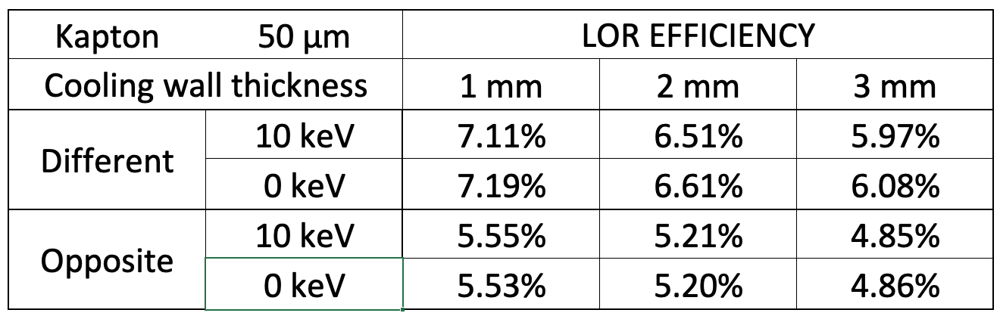 Kapton 50 µm LOR EFFICIENCY
Cooling wall thickness 1 mm 2 mm 3 mm
Different 10 keV 7.11% 6.51% 5.97%
0 keV 7.19% 6.61% 6.08%
Opposite 10 keV 5.55% 5.21% 4.85%
0 keV 5.53% 5.20% 4.86%